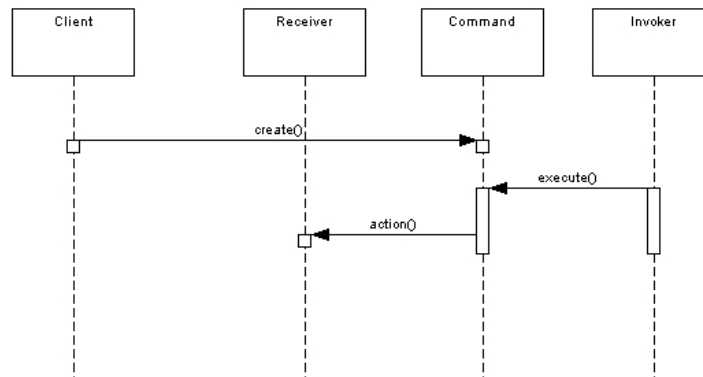 Client
Receiver
Command
Invoker
create()
execute()
action()